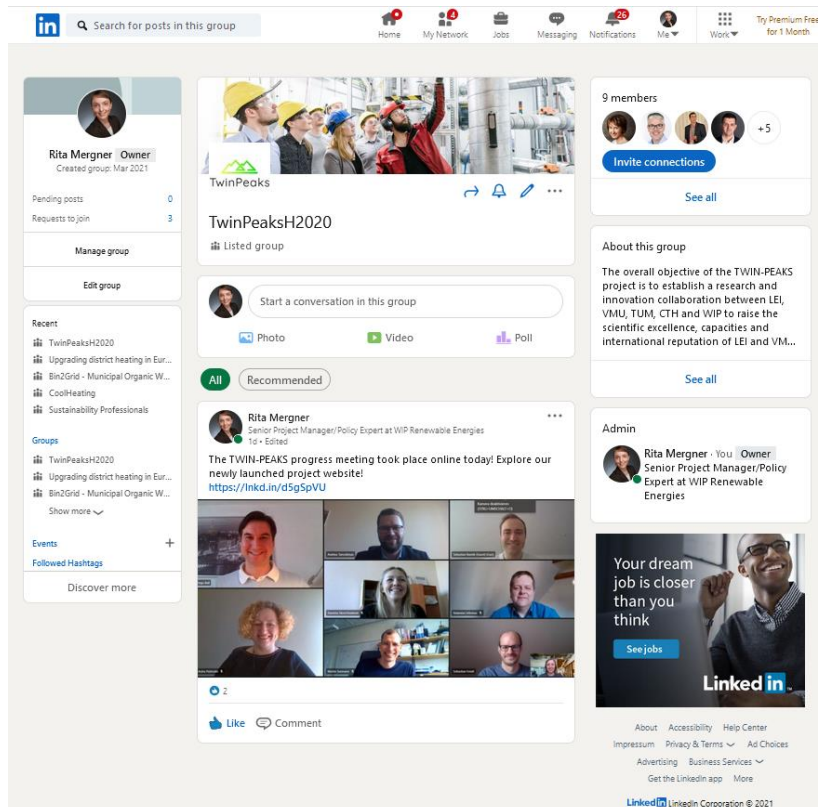 in
Search for posts in this group
Home
4
My Network
Jobs
Messaging
26
Notifications
Me
Work
Try Premium Free
for 1 Month
Rita Mergner Owner
Created group: Mar 2021
Pending posts 0
Requests to join 3
Manage group
Edit group
Recent
TwinPeaksH2020
Upgrading district heating in Eur...
Bin2Grid - Municipal Organic W...
CoolHeating
Sustainability Professionals
Groups
TwinPeaksH2020
Upgrading district heating in Eur...
Bin2Grid - Municipal Organic W...
Show more
Events +
Followed Hashtags
Discover more
TwinPeaks
TwinPeaksH2020
Listed group
Start a conversation in this group
Photo
Video
Poll
All
Recommended
Rita Mergner
Senior Project Manager/Policy Expert at WIP Renewable Energies
1d • Edited
The TWIN-PEAKS progress meeting took place online today! Explore our
newly launched project website!
https://lnkd.in/d5gSpVU
2
Like
Comment
9 members
+5
Invite connections
See all
About this group
The overall objective of the TWIN-PEAKS
project is to establish a research and
innovation collaboration between LEI,
VMU, TUM, CTH and WIP to raise the
scientific excellence, capacities and
international reputation of LEI and VM...
See all
Admin
Rita Mergner · You Owner
Senior Project Manager/Policy
Expert at WIP Renewable
Energies
Your dream
job is closer
than you
think
See jobs
Linked in
About Accessibility Help Center
Impressum Privacy & Terms Ad Choices
Advertising Business Services
Get the LinkedIn app More
Linked in LinkedIn Corporation © 2021